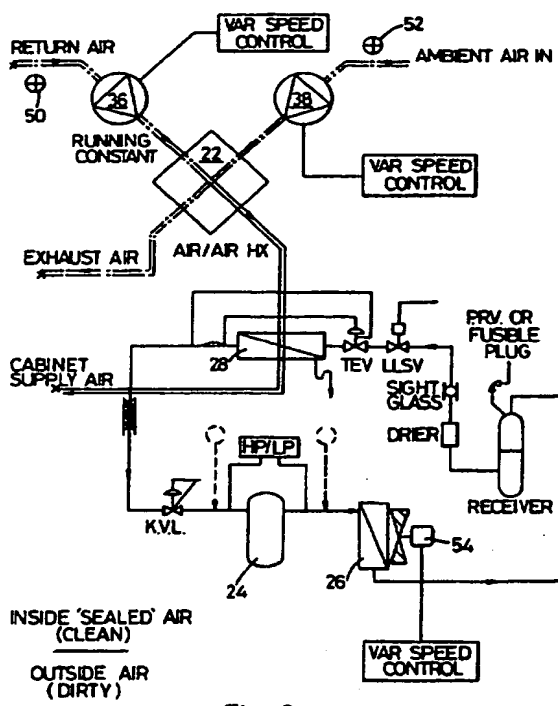 VAR SPEED
CONTROL
52
RETURN AIR
AMBIENT AIR IN
50
36
38
RUNNING
CONSTANT
22
VAR SPEED
CONTROL
EXHAUST AIR
AIR/AIR HX
P.R.V. OR
FUSIBLE
PLUG
28
TEV
LLSV
CABINET
SUPPLY AIR
SIGHT
GLASS
DRIER
HP/LP
RECEIVER
K.V.L.
24
26
54
INSIDE 'SEALED' AIR
(CLEAN)
OUTSIDE AIR
(DIRTY)
VAR SPEED
CONTROL